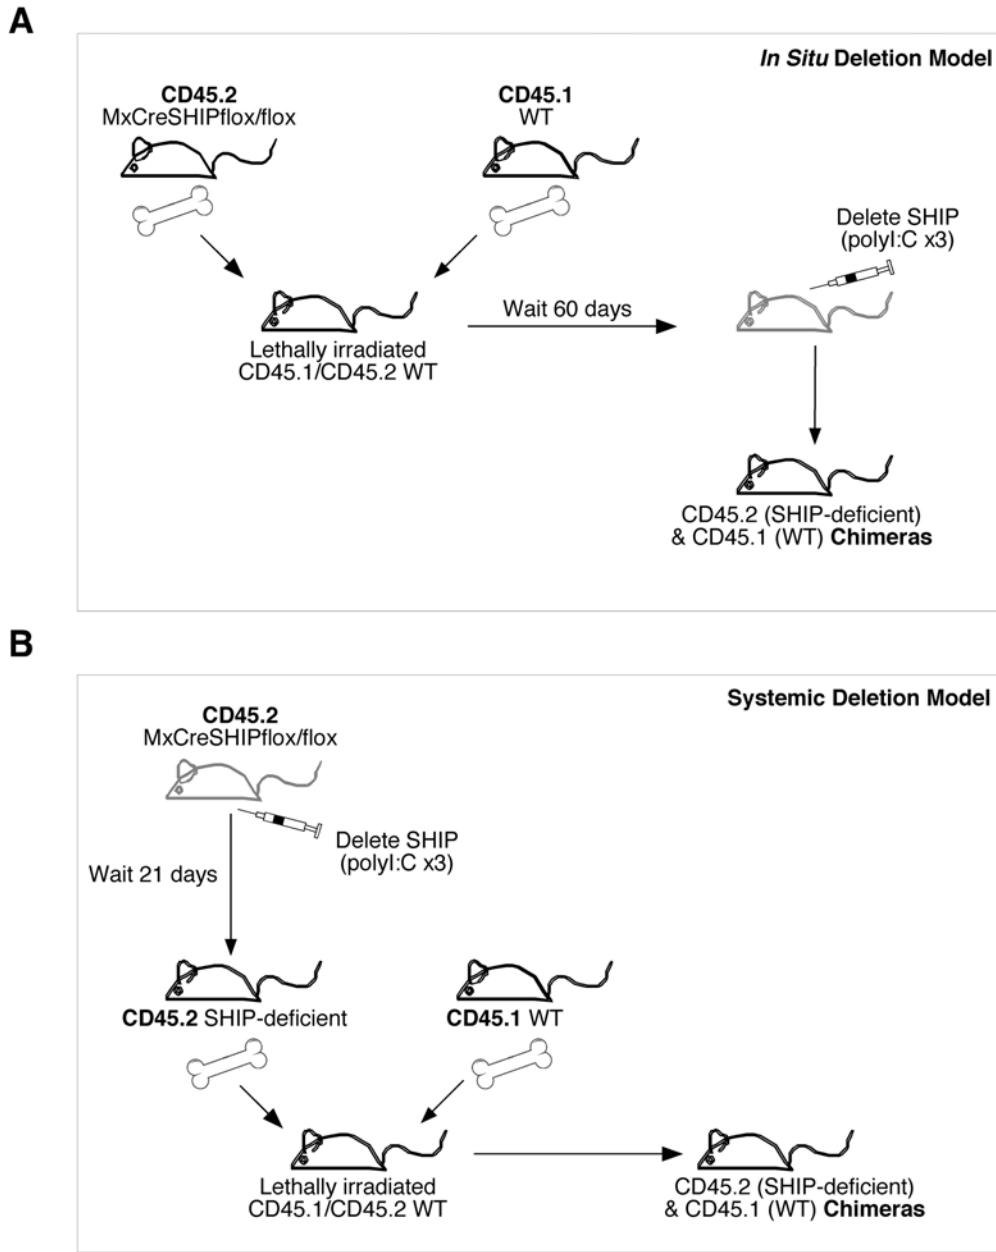 A
In Situ Deletion Model
CD45.2
MxCreSHIPflox/flox
CD45.1
WT
Delete SHIP
(polyI:C x3)
Wait 60 days
Lethally irradiated
CD45.1/CD45.2 WT
CD45.2 (SHIP-deficient)
& CD45.1 (WT) Chimeras
B
Systemic Deletion Model
CD45.2
MxCreSHIPflox/flox
Delete SHIP
(polyI:C x3)
Wait 21 days
CD45.2 SHIP-deficient
CD45.1 WT
Lethally irradiated
CD45.1/CD45.2 WT
CD45.2 (SHIP-deficient)
& CD45.1 (WT) Chimeras